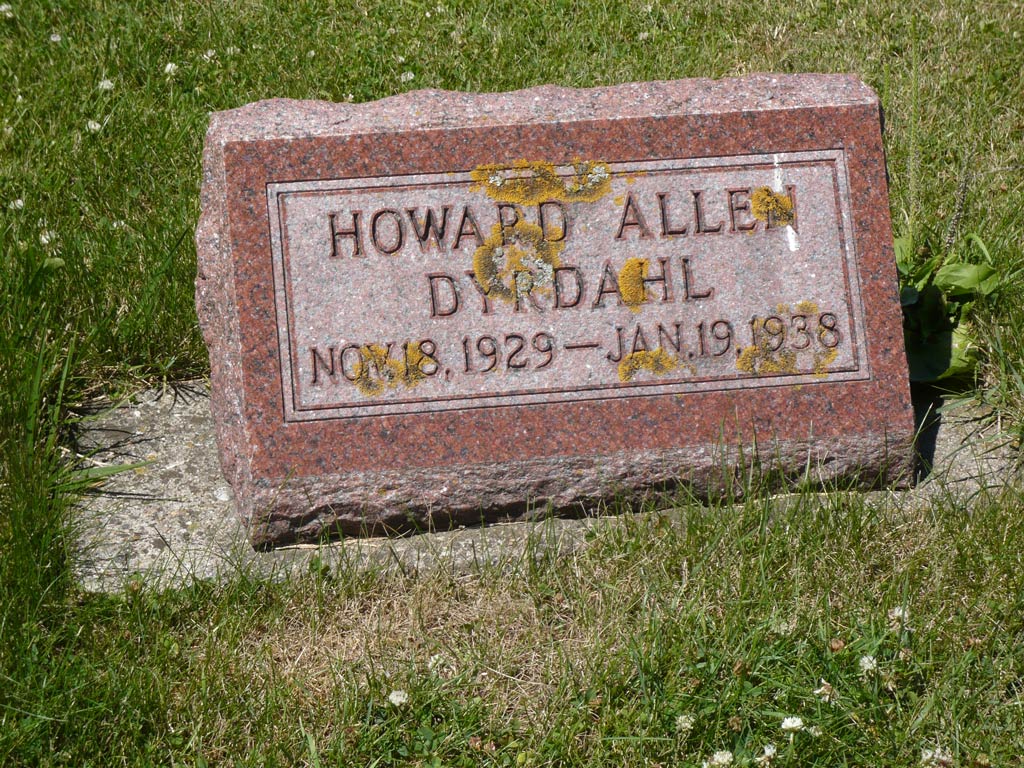 HOWARD ALLEN
DYRDAHL
NOV. 18, 1929 — JAN. 19, 1938